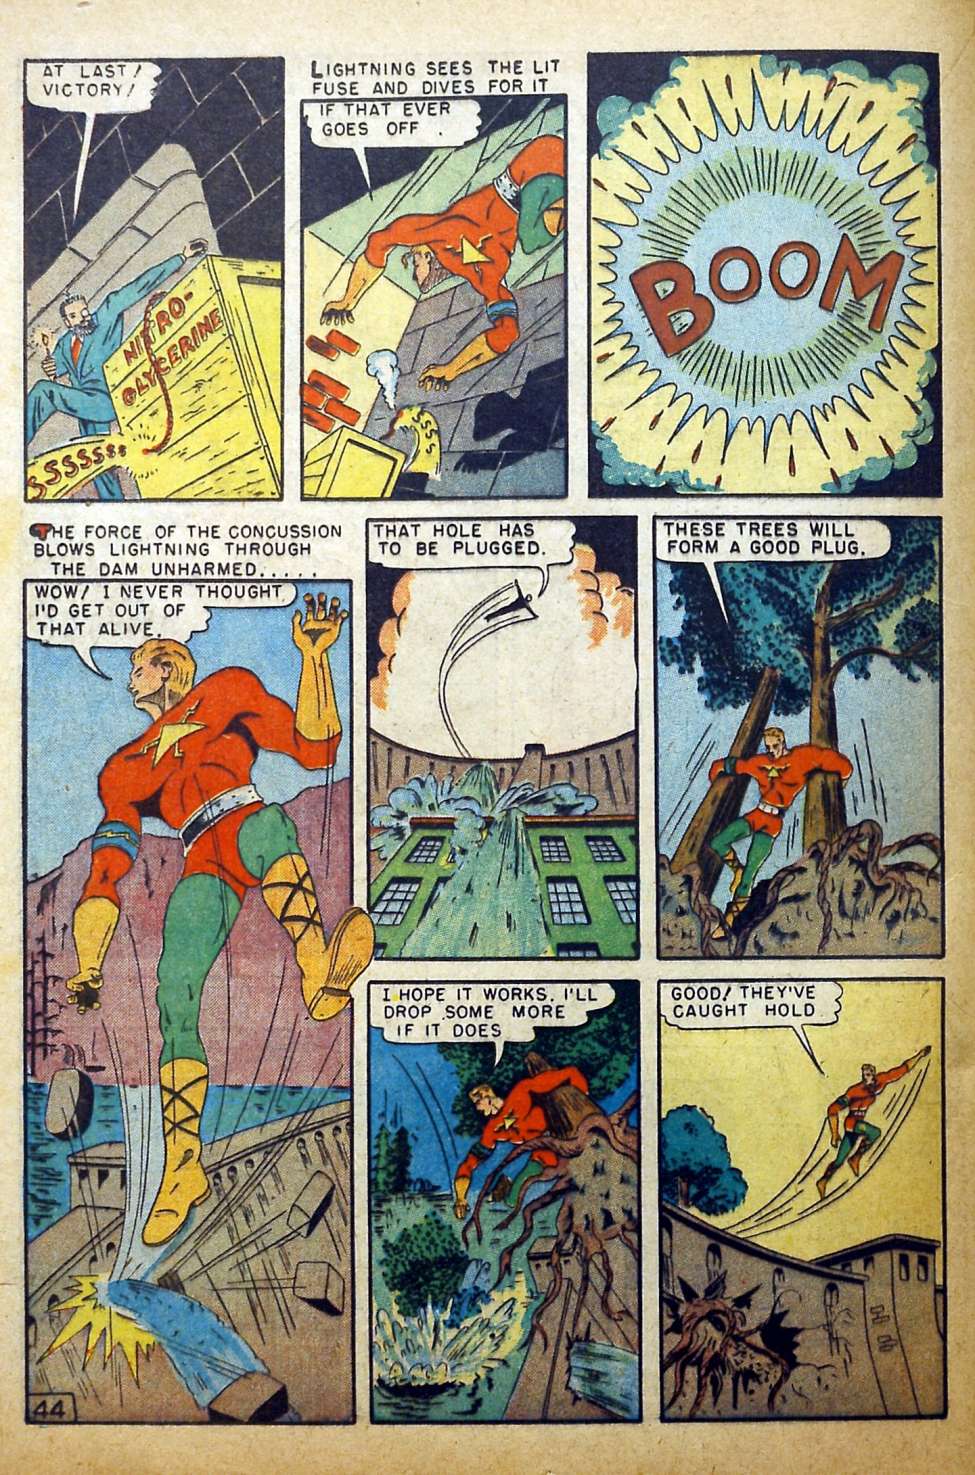 AT LAST!
VICTORY!
NITRO-
GLYCERINE
SSSSSS..
LIGHTNING SEES THE LIT
FUSE AND DIVES FOR IT
IF THAT EVER
GOES OFF.
SSS
BOOM
THE FORCE OF THE CONCUSSION
BLOWS LIGHTNING THROUGH
THE DAM UNHARMED.....
WOW! I NEVER THOUGHT
I'D GET OUT OF
THAT ALIVE.
THAT HOLE HAS
TO BE PLUGGED.
THESE TREES WILL
FORM A GOOD PLUG.
I HOPE IT WORKS. I'LL
DROP SOME MORE
IF IT DOES
GOOD! THEY'VE
CAUGHT HOLD
44